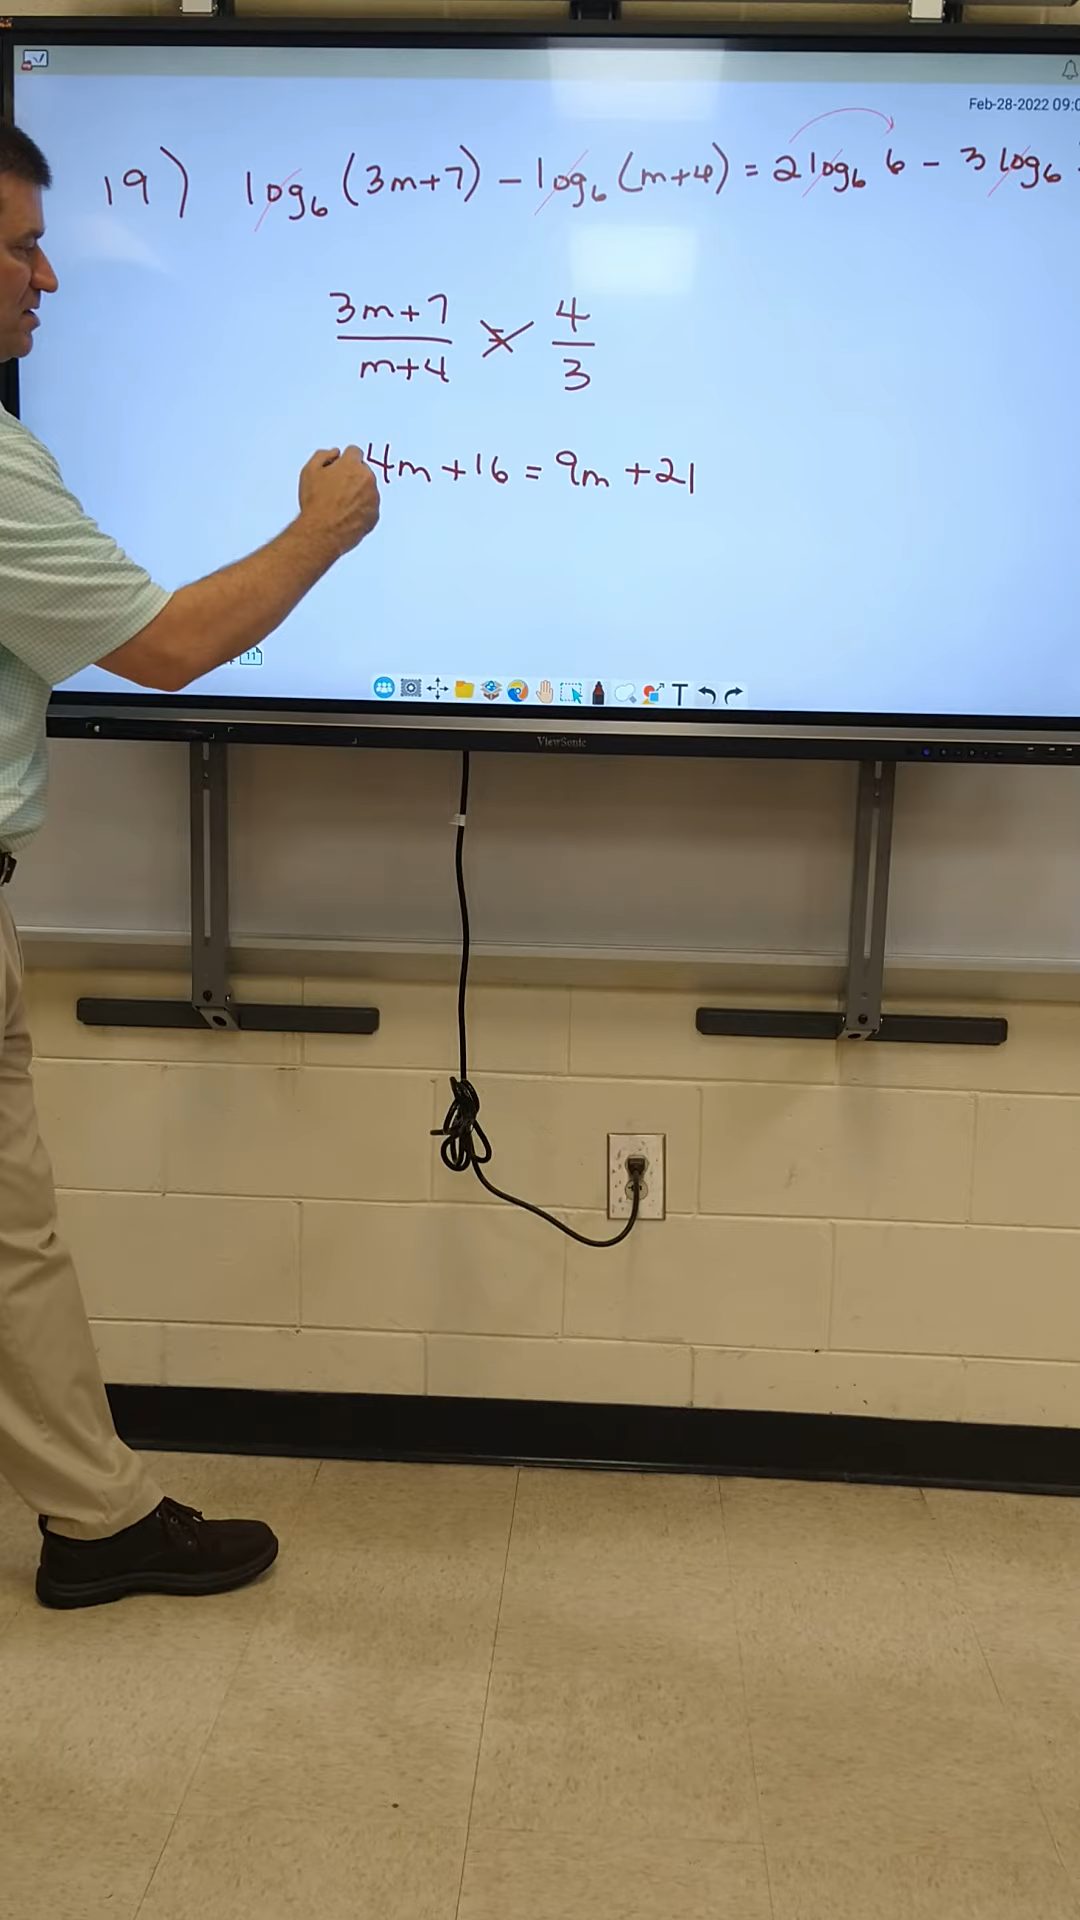 Feb-28-2022 09:0
19) log₆ (3m+7) – log₆ (m+4) = 2log₆ 6 – 3log₆
3m+7 = 4
m+4 3
4m +16 = 9m +21
11
T
ViewSonic